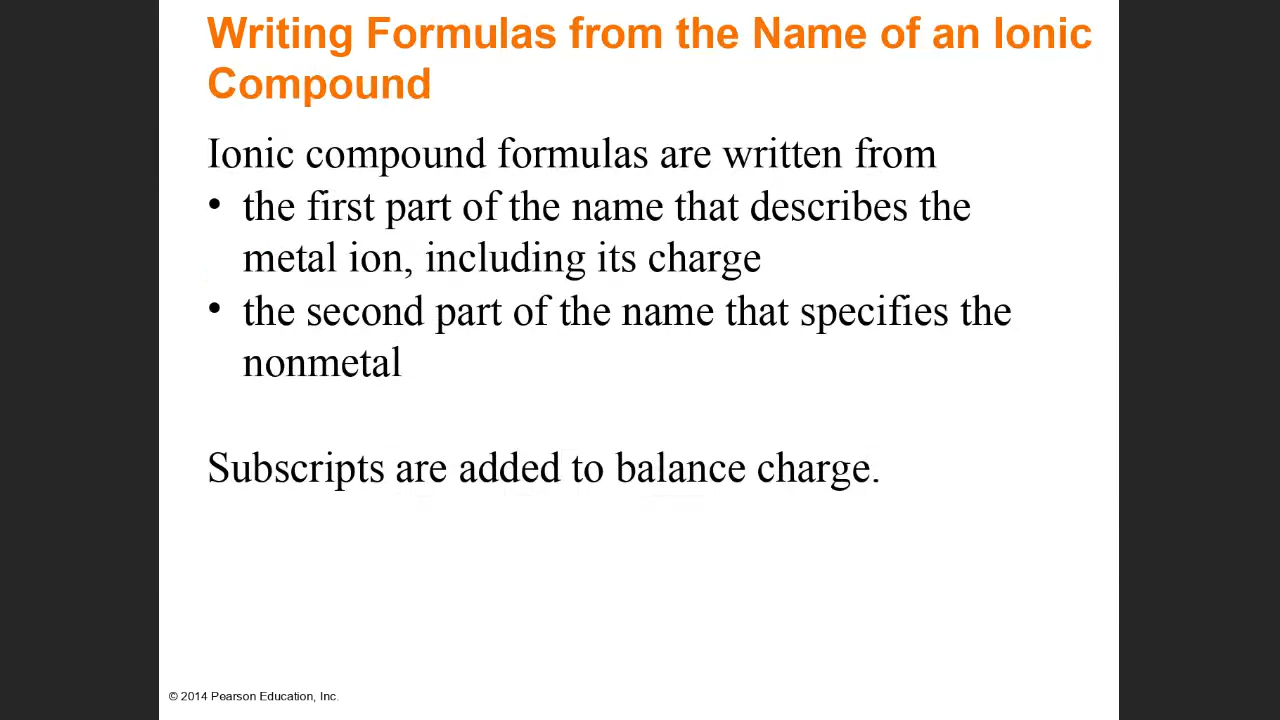 Writing Formulas from the Name of an Ionic
Compound
Ionic compound formulas are written from
• the first part of the name that describes the
metal ion, including its charge
• the second part of the name that specifies the
nonmetal
Subscripts are added to balance charge.
© 2014 Pearson Education, Inc.